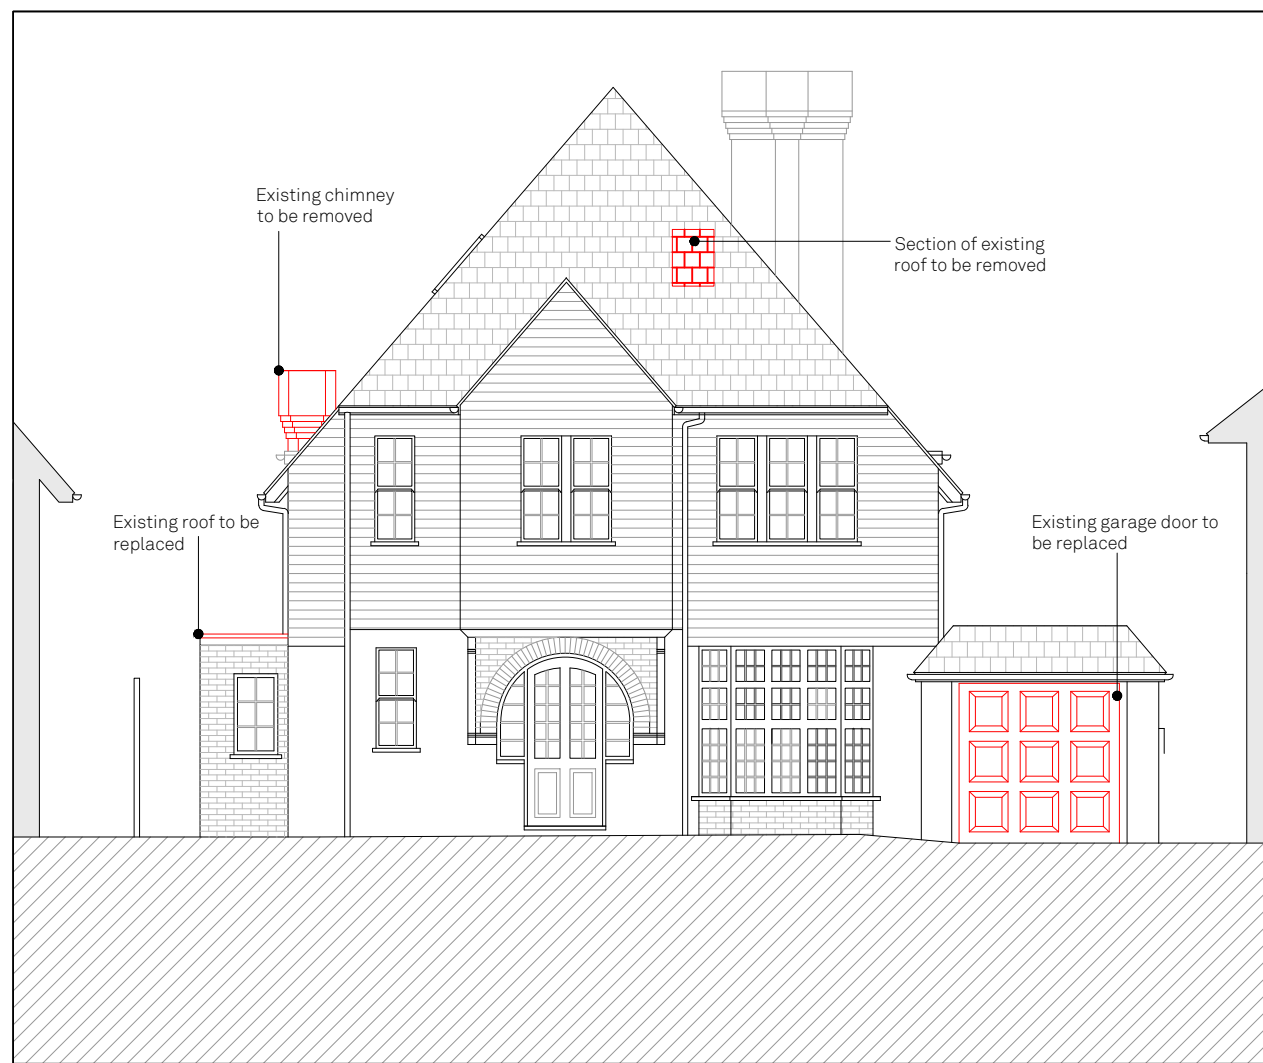 Existing chimney
to be removed
Section of existing
roof to be removed
Existing roof to be
replaced
Existing garage door to
be replaced